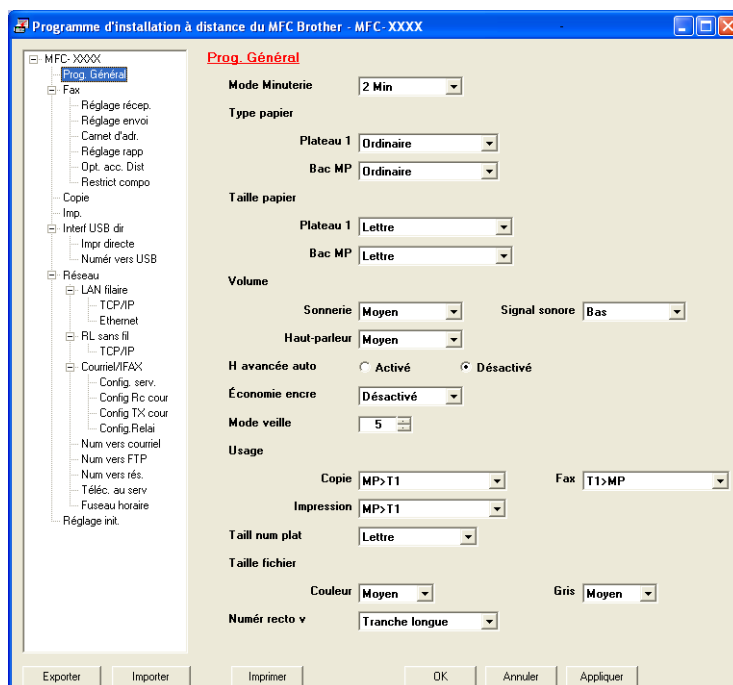 Programme d'installation à distance du MFC Brother - MFC- XXXX
MFC- XXXX
Prog. Général
Fax
Réglage récep.
Réglage envoi
Carnet d'adr.
Réglage rapp
Opt. acc. Dist
Restrict compo
Copie
Imp.
Interf USB dir
Impr directe
Numér vers USB
Réseau
LAN filaire
TCP/IP
Ethernet
RL sans fil
TCP/IP
Courriel/IFAX
Config. serv.
Config Rc cour
Config TX cour
Config.Relai
Num vers courriel
Num vers FTP
Num vers rés.
Téléc. au serv
Fuseau horaire
Réglage init.
Prog. Général
Mode Minuterie 2 Min
Type papier
Plateau 1 Ordinaire
Bac MP Ordinaire
Taille papier
Plateau 1 Lettre
Bac MP Lettre
Volume
Sonnerie Moyen Signal sonore Bas
Haut-parleur Moyen
H avancée auto Activé Désactivé
Économie encre Désactivé
Mode veille 5
Usage
Copie MP>T1 Fax T1>MP
Impression MP>T1
Taill num plat Lettre
Taille fichier
Couleur Moyen Gris Moyen
Numér recto v Tranche longue
Exporter Importer Imprimer OK Annuler Appliquer